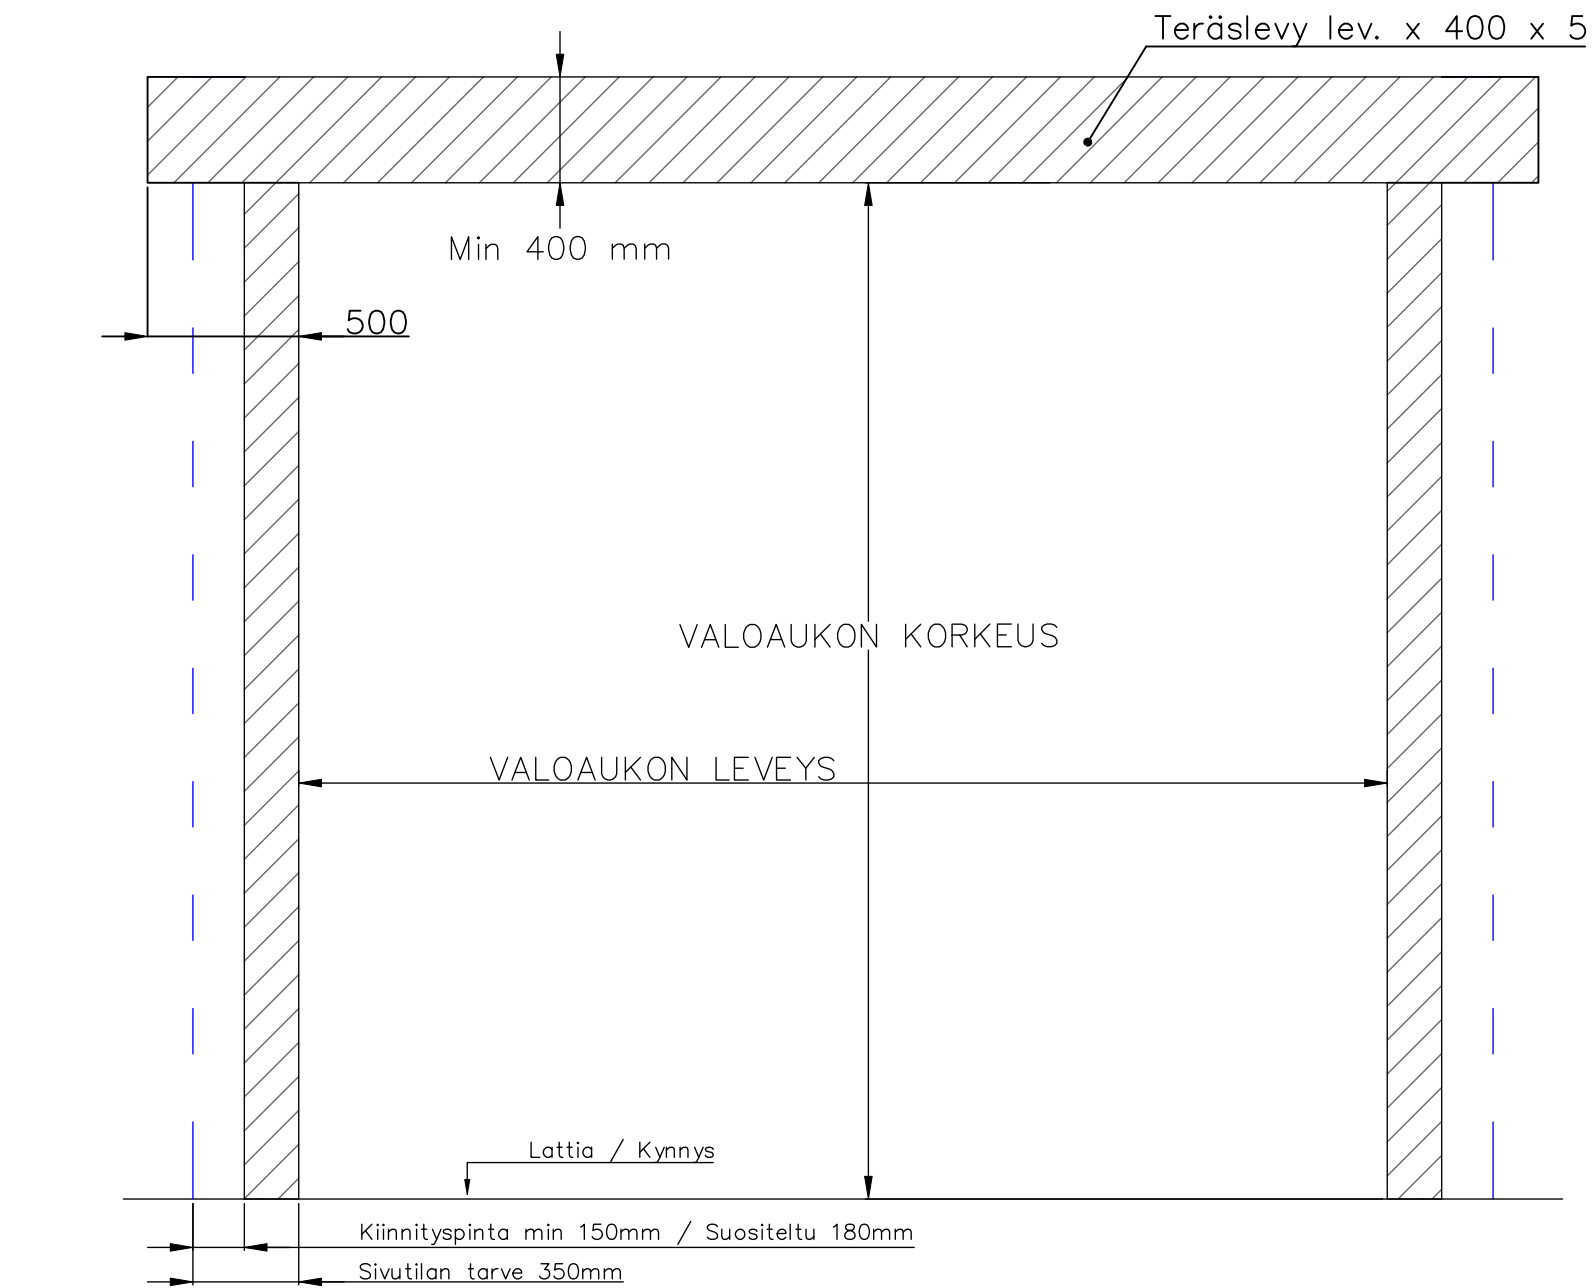 Teräslevy lev. x 400 x 5
Min 400 mm
500
VALOAUKON KORKEUS
VALOAUKON LEVEYS
Lattia / Kynnys
Kiinnityspinta min 150mm / Suositeltu 180mm
Sivutilan tarve 350mm